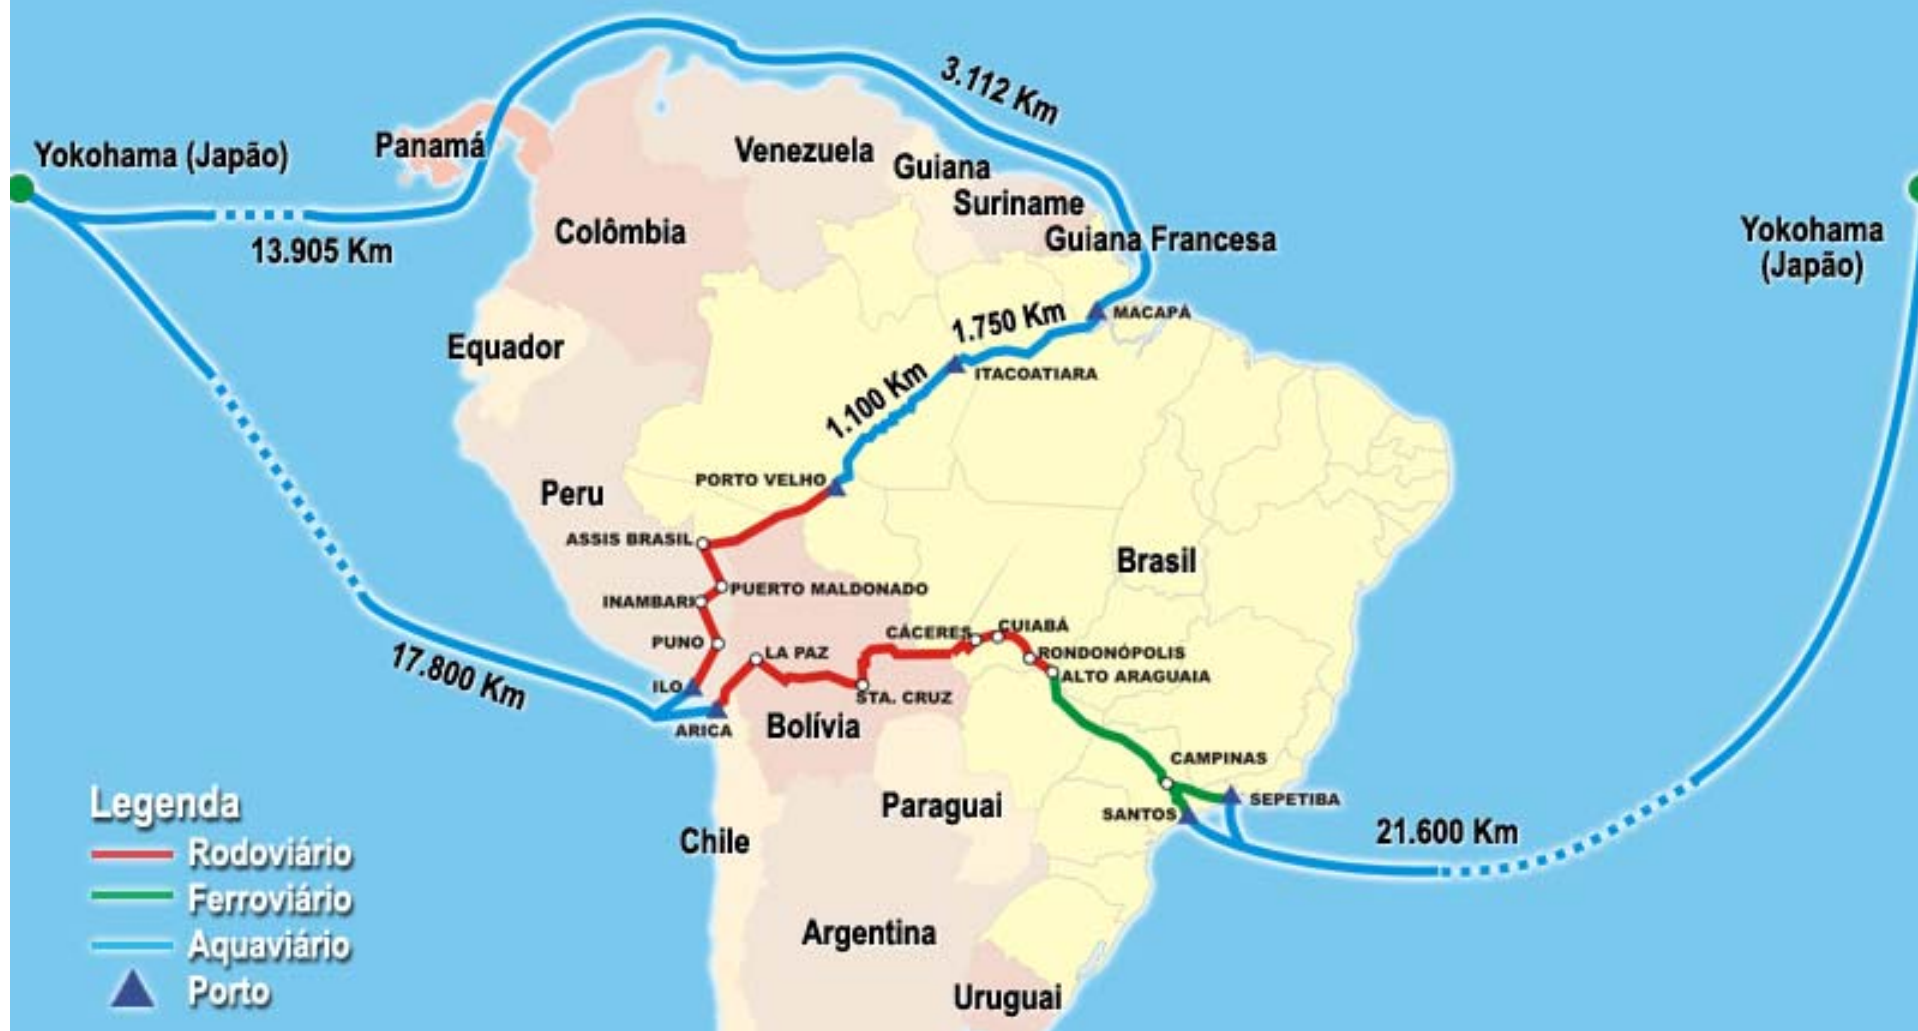 3.112 Km
Panamá
Yokohama (Japão)
Venezuela
Guiana
Suriname
Colômbia
Guiana Francesa
13.905 Km
Yokohama
(Japão)
MACAPÁ
1.750 Km
Equador
ITACOATIARA
1.100 Km
PORTO VELHO
Peru
ASSIS BRASIL
Brasil
PUERTO MALDONADO
INAMBARI
PUNO
CÁCERES
CUIABÁ
LA PAZ
RONDONÓPOLIS
ALTO ARAGUAIA
17.800 Km
ILO
STA. CRUZ
ARICA
Bolívia
CAMPINAS
Legenda
Rodoviário
Ferroviário
Aquaviário
Porto
Paraguai
SEPETIBA
SANTOS
21.600 Km
Chile
Argentina
Uruguai